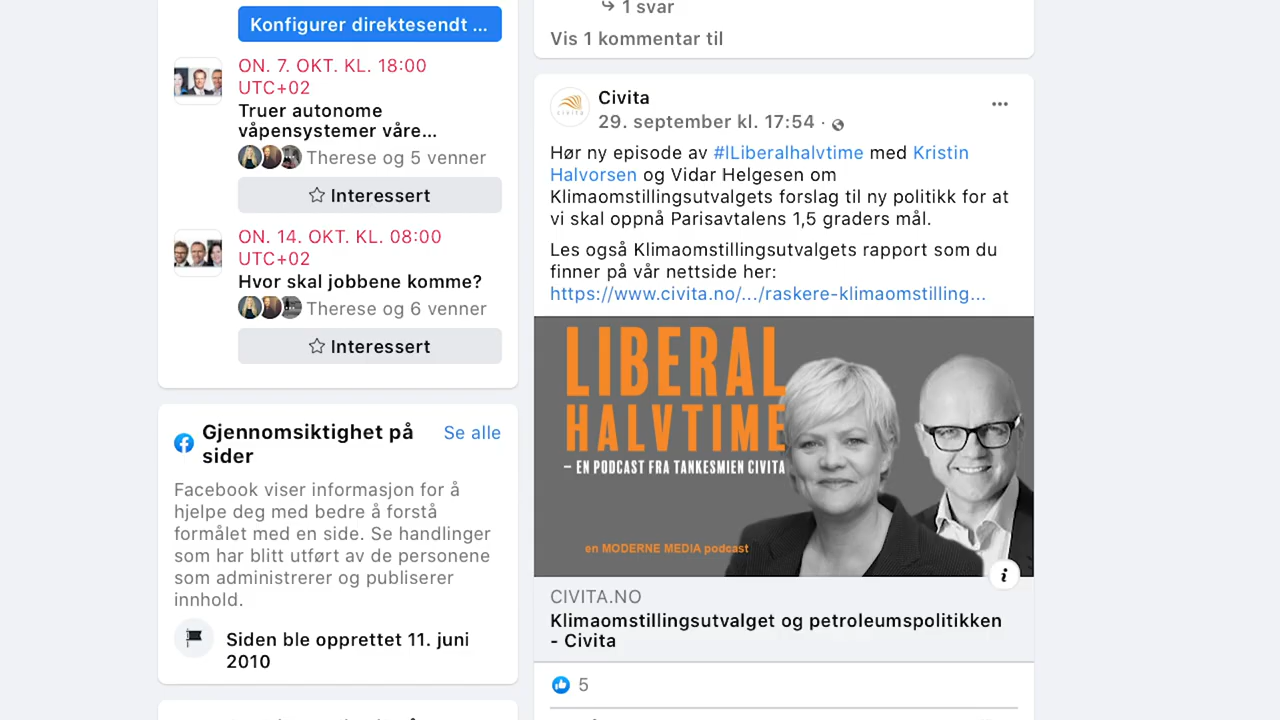 Konfigurer direktesendt ...
ON. 7. OKT. KL. 18:00
UTC+02
Truer autonome
våpensystemer våre...
Therese og 5 venner
Interessert
ON. 14. OKT. KL. 08:00
UTC+02
Hvor skal jobbene komme?
Therese og 6 venner
Interessert
Gjennomsiktighet på
sider
Se alle
Facebook viser informasjon for å
hjelpe deg med bedre å forstå
formålet med en side. Se handlinger
som har blitt utført av de personene
som administrerer og publiserer
innhold.
Siden ble opprettet 11. juni
2010
1 svar
Vis 1 kommentar til
civita
Civita
29. september kl. 17:54 ·
Hør ny episode av #ILiberalhalvtime med Kristin
Halvorsen og Vidar Helgesen om
Klimaomstillingsutvalgets forslag til ny politikk for at
vi skal oppnå Parisavtalens 1,5 graders mål.
Les også Klimaomstillingsutvalgets rapport som du
finner på vår nettside her:
https://www.civita.no/.../raskere-klimaomstilling...
LIBERAL
HALVTIME
– EN PODCAST FRA TANKESMIEN CIVITA
en MODERNE MEDIA podcast
CIVITA.NO
Klimaomstillingsutvalget og petroleumspolitikken
- Civita
5